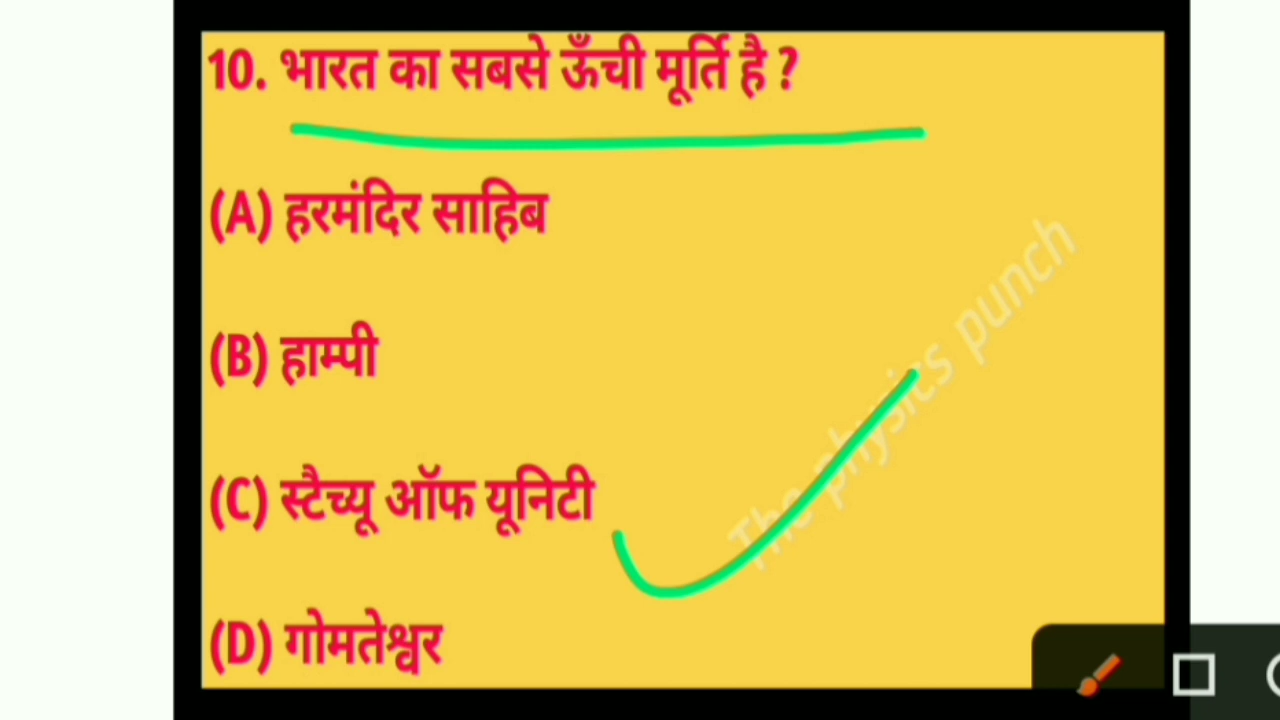 10. भारत का सबसे ऊँची मूर्ति है ?
(A) हरमंदिर साहिब
(B) हाम्पी
(C) स्टैच्यू ऑफ यूनिटी
(D) गोमतेश्वर
The physics punch